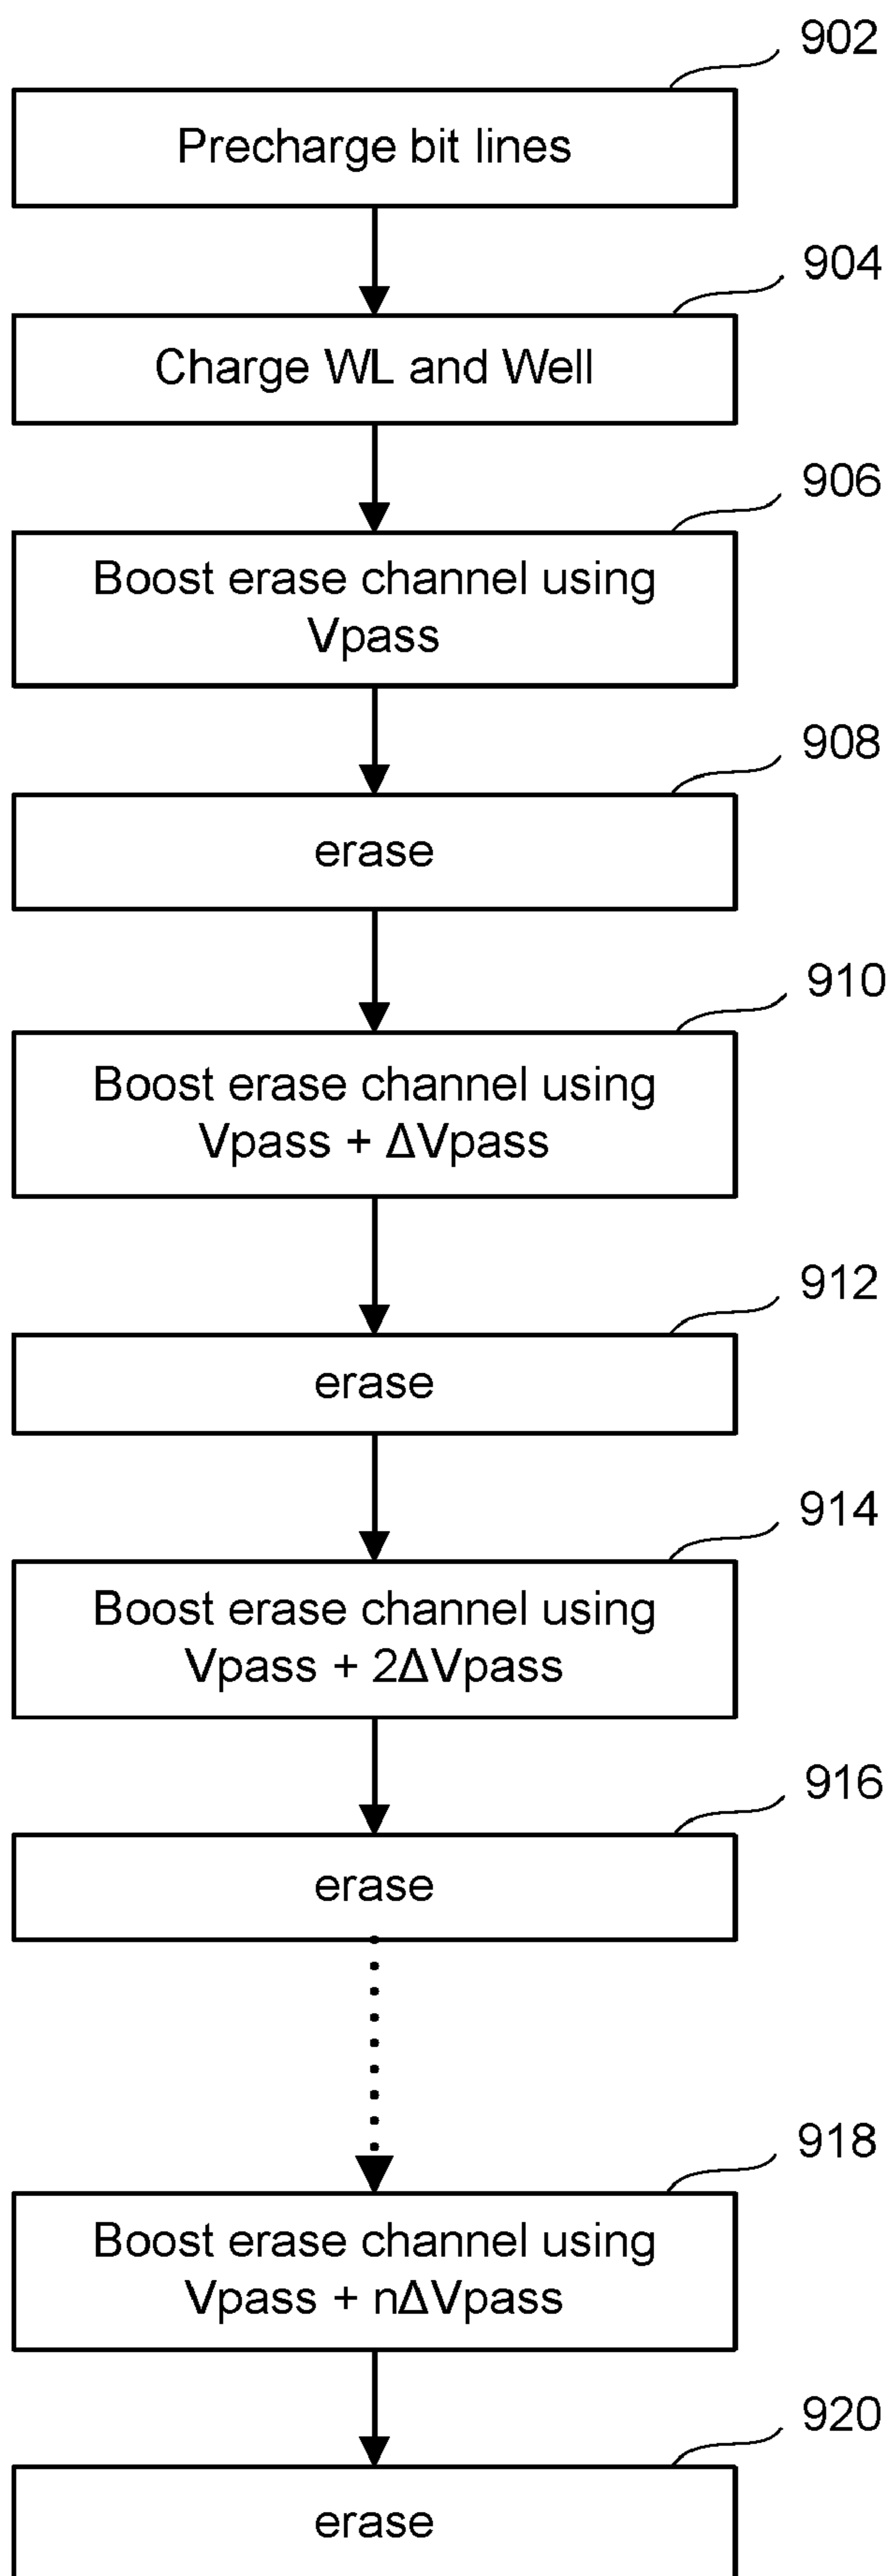 902
Precharge bit lines
904
Charge WL and Well
906
Boost erase channel using
Vpass
908
erase
910
Boost erase channel using
Vpass + ΔVpass
912
erase
914
Boost erase channel using
Vpass + 2ΔVpass
916
erase
918
Boost erase channel using
Vpass + nΔVpass
920
erase